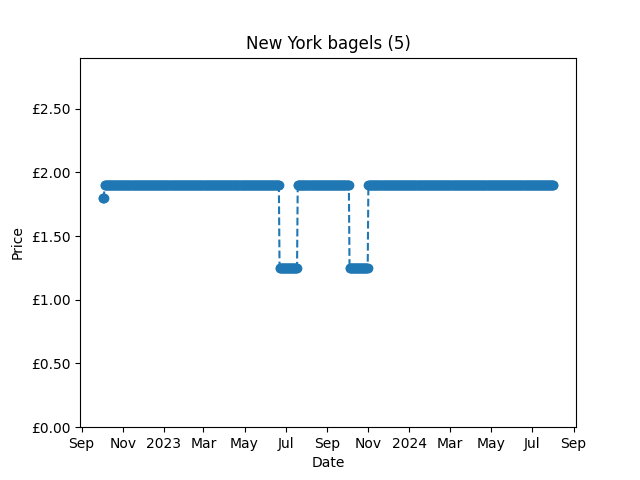 New York bagels (5)
£2.50
£2.00
£1.50
£1.00
£0.50
£0.00
Price
Sep Nov 2023 Mar May Jul Sep Nov 2024 Mar May Jul Sep
Date